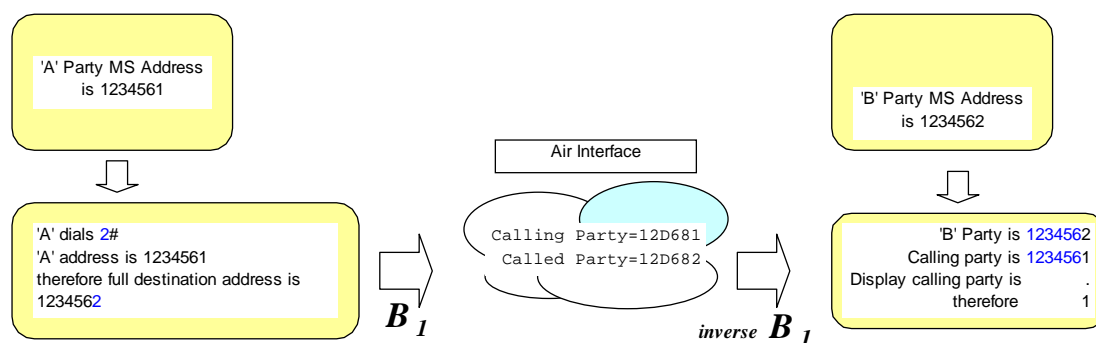 'A' Party MS Address
is 1234561
'B' Party MS Address
is 1234562
Air Interface
'A' dials 2#
'A' address is 1234561
therefore full destination address is
1234562
B 1
Calling Party=12D681
Called Party=12D682
inverse B 1
'B' Party is 1234562
Calling party is 1234561
Display calling party is .
therefore 1